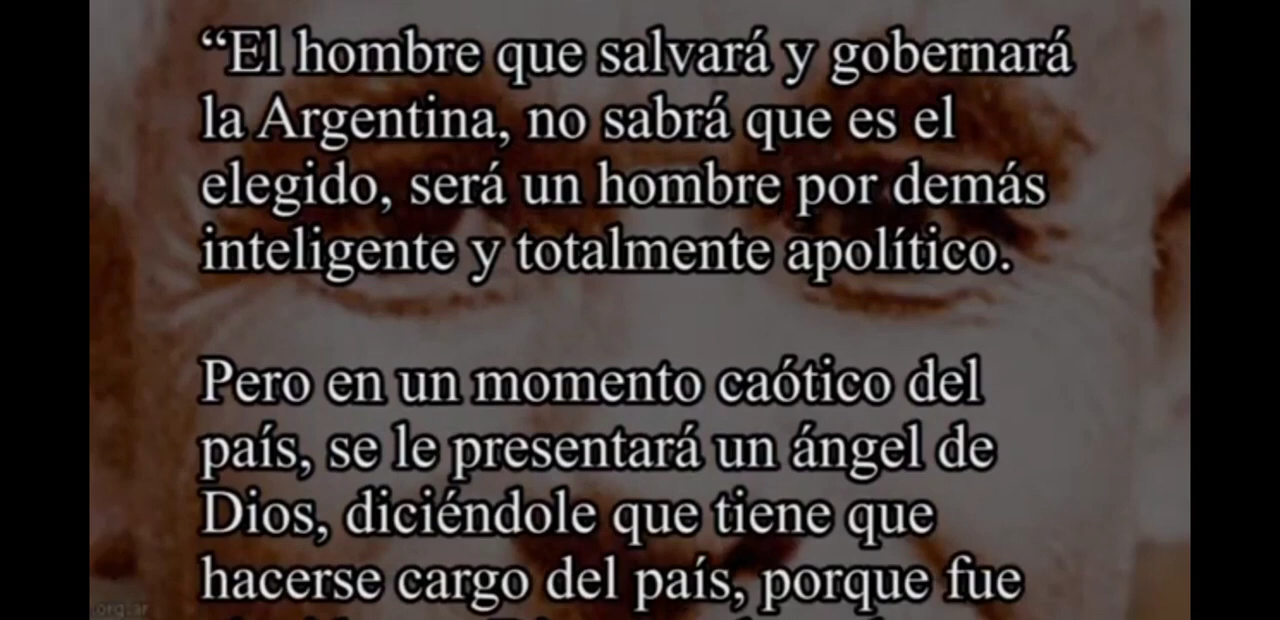 “El hombre que salvará y gobernará
la Argentina, no sabrá que es el
elegido, será un hombre por demás
inteligente y totalmente apolítico.
Pero en un momento caótico del
país, se le presentará un ángel de
Dios, diciéndole que tiene que
hacerse cargo del país, porque fue
.org.ar